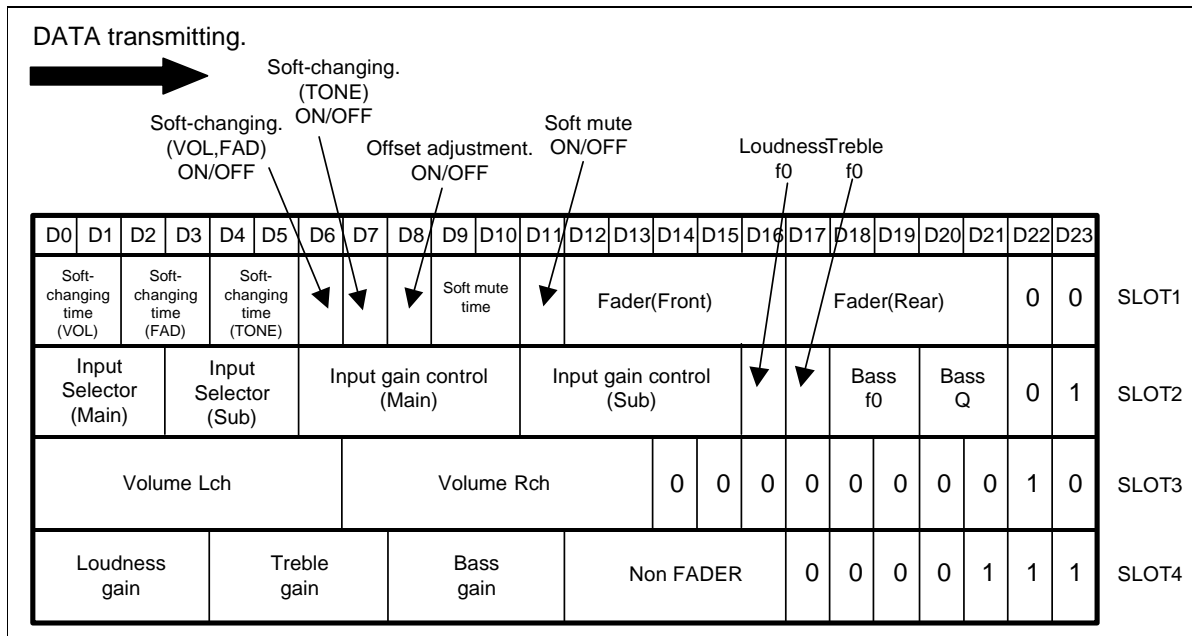 DATA transmitting.
Soft-changing.
(TONE)
ON/OFF
Soft-changing.
(VOL,FAD)
ON/OFF
Offset adjustment.
ON/OFF
Soft mute
ON/OFF
Loudness
f0
Treble
f0
D0 D1 D2 D3 D4 D5 D6 D7 D8 D9 D10 D11 D12 D13 D14 D15 D16 D17 D18 D19 D20 D21 D22 D23
Soft-
changing
time
(VOL)
Soft-
changing
time
(FAD)
Soft-
changing
time
(TONE)
Soft mute
time
Fader(Front)
Fader(Rear)
0 0
SLOT1
Input
Selector
(Main)
Input
Selector
(Sub)
Input gain control
(Main)
Input gain control
(Sub)
Bass
f0
Bass
Q
0 1
SLOT2
Volume Lch
Volume Rch
0 0 0 0 0 0 0 0 1 0
SLOT3
Loudness
gain
Treble
gain
Bass
gain
Non FADER
0 0 0 0 1 1 1
SLOT4